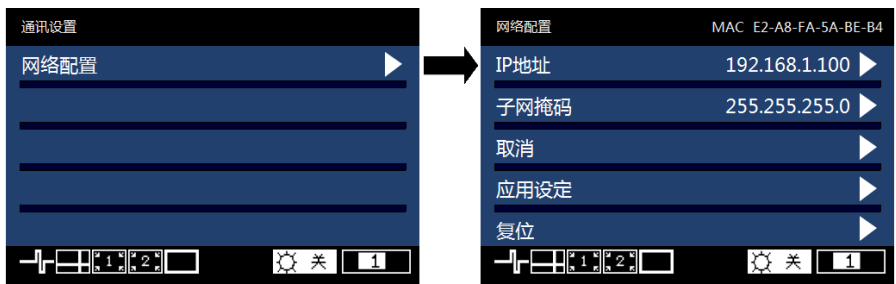 通讯设置
网络配置
1 2 关 1
网络配置 MAC E2-A8-FA-5A-BE-B4
IP地址 192.168.1.100
子网掩码 255.255.255.0
取消
应用设定
复位
1 2 关 1